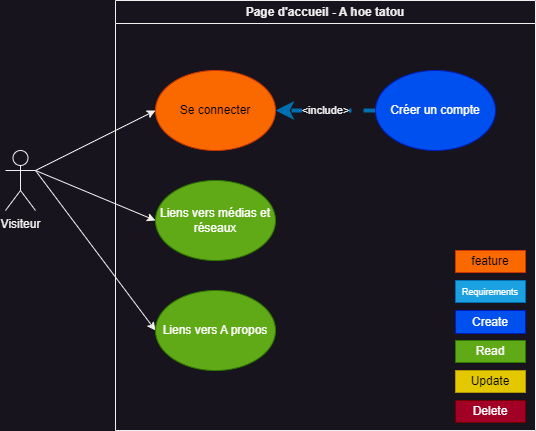 Page d'accueil - A hoe tatou
Se connecter
<include>
Créer un compte
Visiteur
Liens vers médias et
réseaux
Liens vers A propos
feature
Requirements
Create
Read
Update
Delete